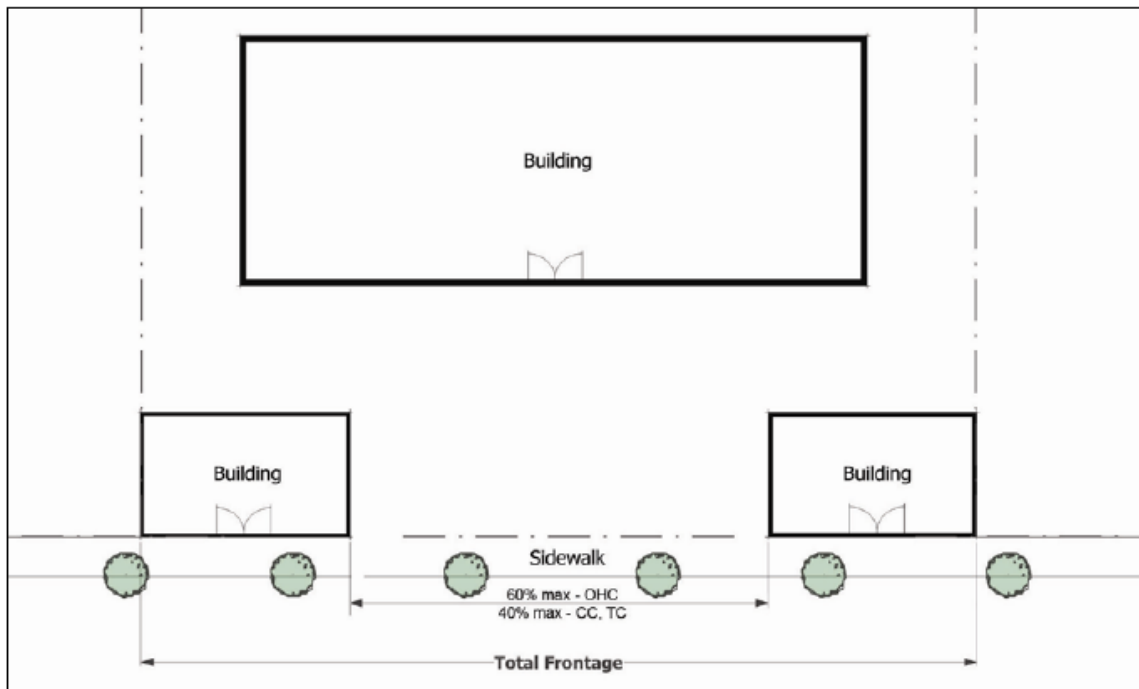 Building
Building
Building
Sidewalk
60% max - OHC
40% max - CC, TC
Total Frontage